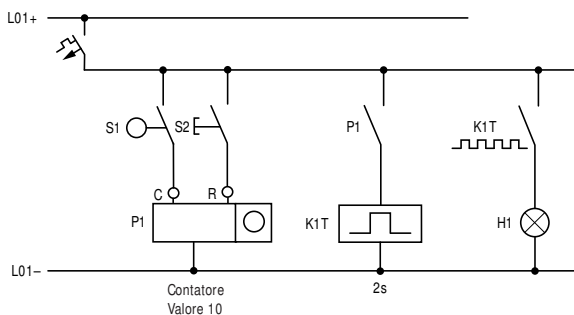 L01+
S1
S2
P1
K1T
C
R
P1
K1T
H1
L01–
Contatore
Valore 10
2s